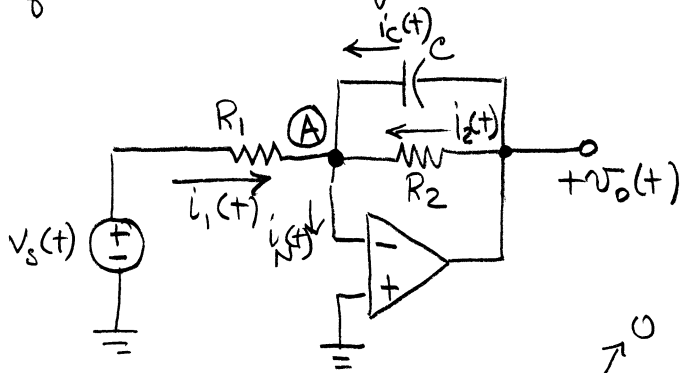 i_c(t)
C
R_1
A
i_2(t)
R_2
i_1(t)
i_N(t)
+v_o(t)
v_s(t)
+
-
-
+
0